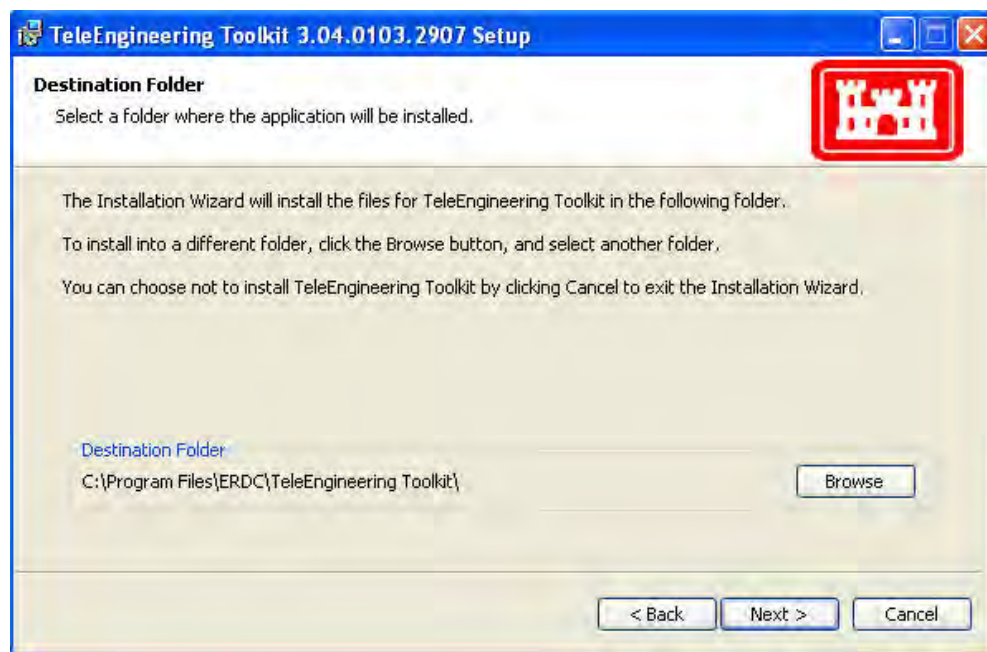 TeleEngineering Toolkit 3.04.0103.2907 Setup
Destination Folder
Select a folder where the application will be installed.
The Installation Wizard will install the files for TeleEngineering Toolkit in the following folder.
To install into a different folder, click the Browse button, and select another folder.
You can choose not to install TeleEngineering Toolkit by clicking Cancel to exit the Installation Wizard.
Destination Folder
C:\Program Files\ERDC\TeleEngineering Toolkit\
Browse
< Back
Next >
Cancel